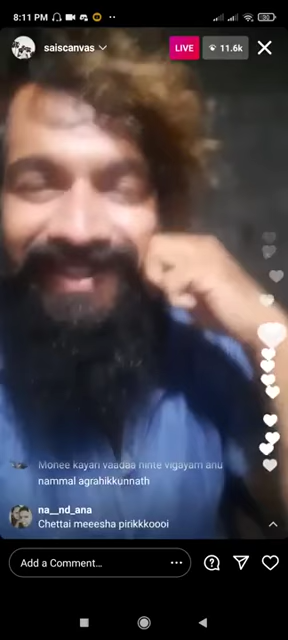 8:11 PM
saiscanvas
LIVE
11.6k
Monee kayari vaadaa ninte vigayam anu
nammal agrahikkunnath
na__nd_ana
Chettai meeesha pirikkkoooi
Add a Comment...